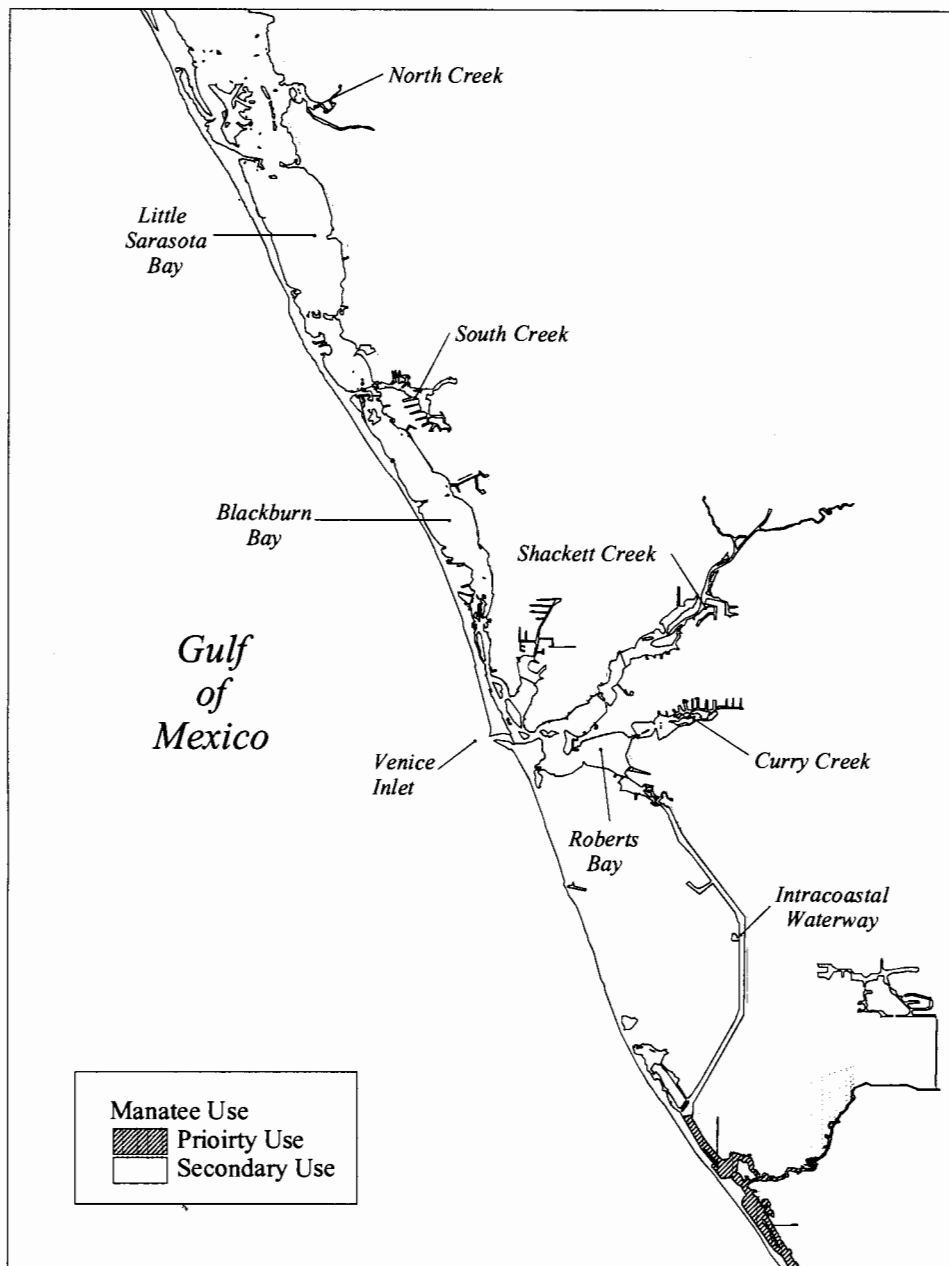 North Creek
Little
Sarasota
Bay
South Creek
Blackburn
Bay
Shackett Creek
Gulf
of
Mexico
Venice
Inlet
Curry Creek
Roberts
Bay
Intracoastal
Waterway
Manatee Use
Prioirty Use
Secondary Use